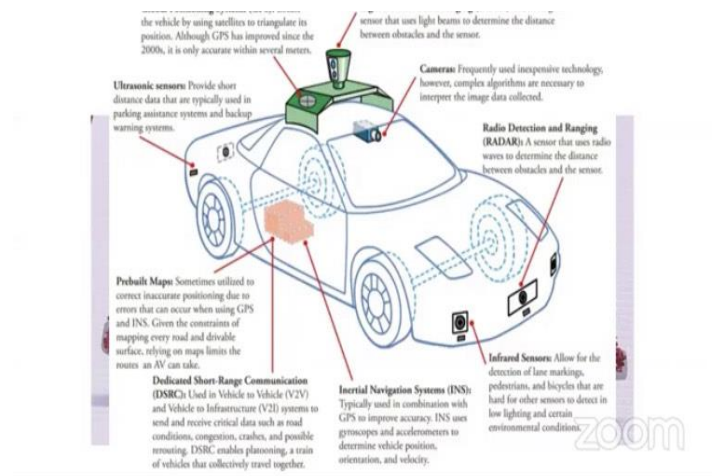 the vehicle by using satellites to triangulate its
position. Although GPS has improved since the
2000s, it is only accurate within several meters.
sensor that uses light beams to determine the distance
between obstacles and the sensor.
Cameras: Frequently used inexpensive technology,
however, complex algorithms are necessary to
interpret the image data collected.
Ultrasonic sensors: Provide short
distance data that are typically used in
parking assistance systems and backup
warning systems.
Radio Detection and Ranging
(RADAR): A sensor that uses radio
waves to determine the distance
between obstacles and the sensor.
Prebuilt Maps: Sometimes utilized to
correct inaccurate positioning due to
errors that can occur when using GPS
and INS. Given the constraints of
mapping every road and drivable
surface, relying on maps limits the
routes an AV can take.
Dedicated Short-Range Communication
(DSRC): Used in Vehicle to Vehicle (V2V)
and Vehicle to Infrastructure (V2I) systems to
send and receive critical data such as road
conditions, congestion, crashes, and possible
rerouting. DSRC enables platooning, a train
of vehicles that collectively travel together.
Inertial Navigation Systems (INS):
Typically used in combination with
GPS to improve accuracy. INS uses
gyroscopes and accelerometers to
determine vehicle position,
orientation, and velocity.
Infrared Sensors: Allow for the
detection of lane markings,
pedestrians, and bicycles that are
hard for other sensors to detect in
low lighting and certain
environmental conditions.
zoom